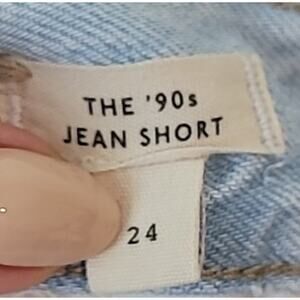 THE '90s
JEAN SHORT
24